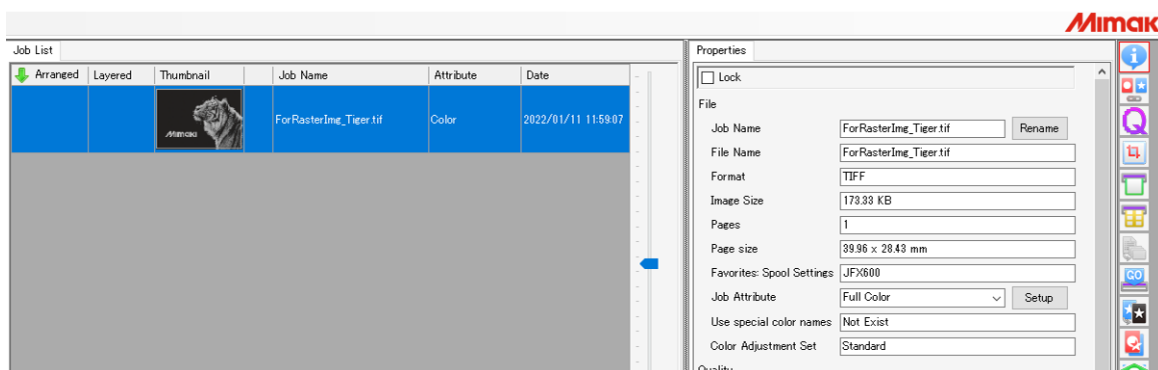 Mimak
Job List
Arranged Layered Thumbnail Job Name Attribute Date
Mimaki
ForRasterImg_Tiger.tif Color 2022/01/11 11:59:07
Properties
Lock
File
Job Name ForRasterImg_Tiger.tif Rename
File Name ForRasterImg_Tiger.tif
Format TIFF
Image Size 173.33 KB
Pages 1
Page size 39.96 x 28.43 mm
Favorites: Spool Settings JFX600
Job Attribute Full Color Setup
Use special color names Not Exist
Color Adjustment Set Standard
Quality
Q
GO